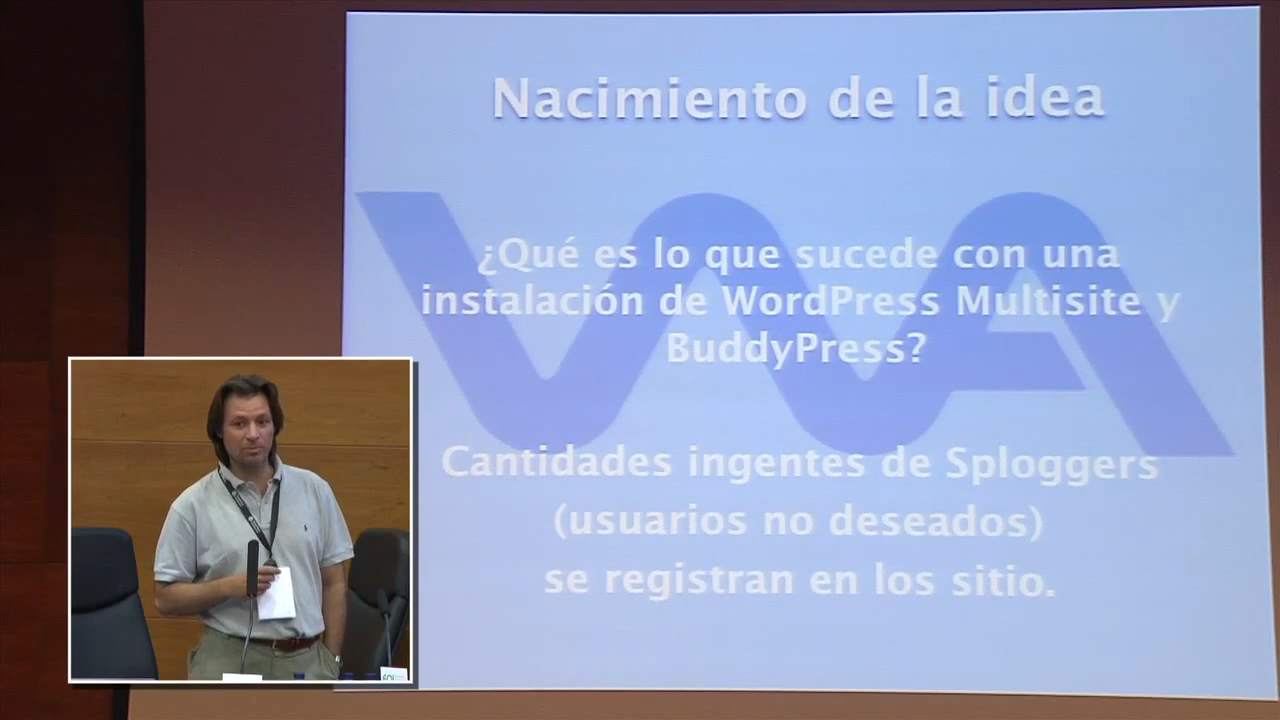 Nacimiento de la idea
¿Qué es lo que sucede con una
instalación de WordPress Multisite y
BuddyPress?
Cantidades ingentes de Sploggers
(usuarios no deseados)
se registran en los sitio.